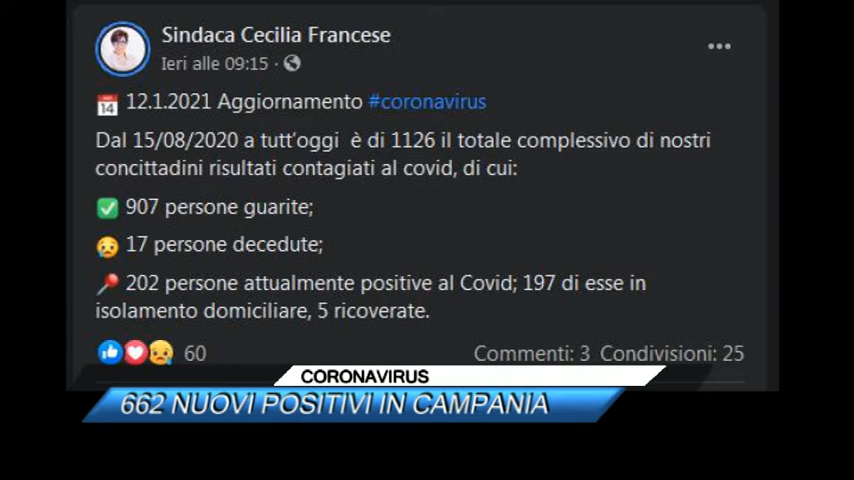 Sindaca Cecilia Francese
Ieri alle 09:15 ·
14
12.1.2021 Aggiornamento #coronavirus
Dal 15/08/2020 a tutt'oggi è di 1126 il totale complessivo di nostri
concittadini risultati contagiati al covid, di cui:
907 persone guarite;
17 persone decedute;
202 persone attualmente positive al Covid; 197 di esse in
isolamento domiciliare, 5 ricoverate.
60 Commenti: 3 Condivisioni: 25
CORONAVIRUS
662 NUOVI POSITIVI IN CAMPANIA